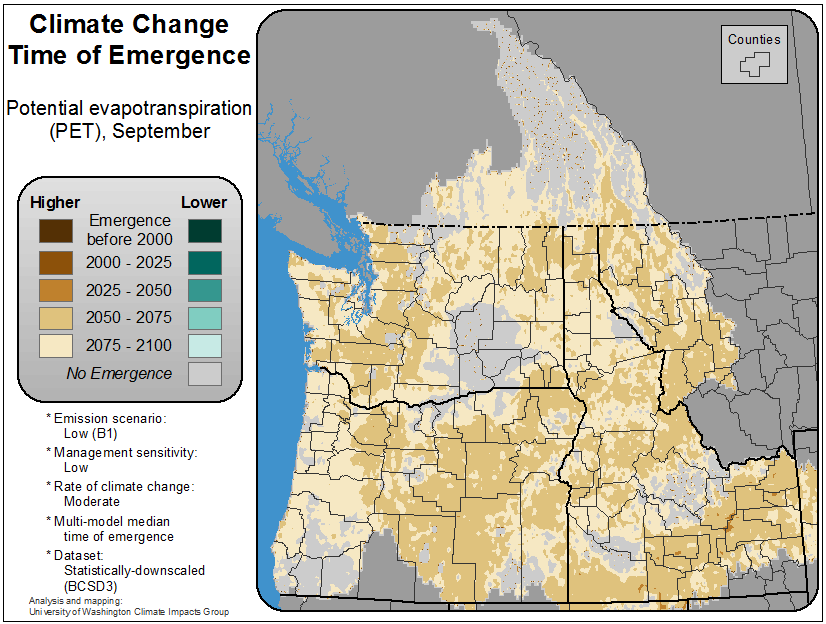 Climate Change
Time of Emergence
Potential evapotranspiration
(PET), September
Higher
Lower
Emergence
before 2000
2000 - 2025
2025 - 2050
2050 - 2075
2075 - 2100
No Emergence
* Emission scenario:
Low (B1)
* Management sensitivity:
Low
* Rate of climate change:
Moderate
* Multi-model median
time of emergence
* Dataset:
Statistically-downscaled
(BCSD3)
Analysis and mapping:
University of Washington Climate Impacts Group
Counties